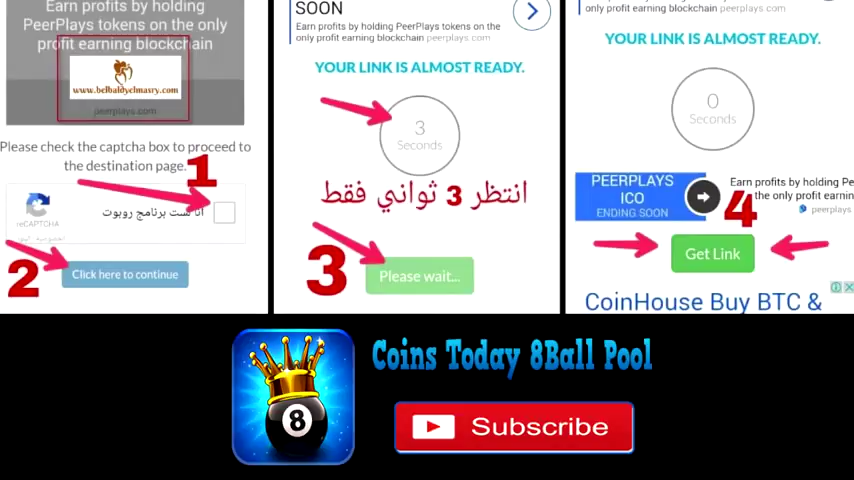 Earn profits by holding
PeerPlays tokens on the only
profit earning blockchain
www.belbaldyelmasry.com
peerplays.com
Please check the captcha box to proceed to
the destination page.
1
أنا لست برنامج روبوت
reCAPTCHA
2
Click here to continue
SOON
Earn profits by holding PeerPlays tokens on the
only profit earning blockchain peerplays.com
YOUR LINK IS ALMOST READY.
3
Seconds
انتظر 3 ثواني فقط
3
Please wait...
only profit earning blockchain peerplays.com
YOUR LINK IS ALMOST READY.
0
Seconds
PEERPLAYS
ICO
ENDING SOON
Earn profits by holding Pe
the only profit earnin
peerplays
4
Get Link
CoinHouse Buy BTC &
Coins Today 8Ball Pool
8
Subscribe